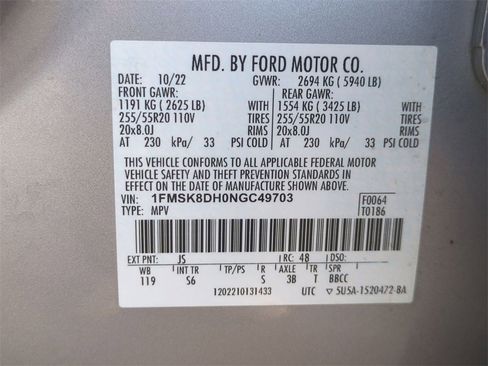 MFD. BY FORD MOTOR CO.
DATE: 10/22 GVWR: 2694 KG ( 5940 LB)
FRONT GAWR: REAR GAWR:
1191 KG ( 2625 LB) WITH 1554 KG ( 3425 LB) WITH
255/55R20 110V TIRES 255/55R20 110V TIRES
20x8.0J RIMS 20x8.0J RIMS
AT 230 kPa/ 33 PSI COLD AT 230 kPa/ 33 PSI COLD
THIS VEHICLE CONFORMS TO ALL APPLICABLE FEDERAL MOTOR
VEHICLE SAFETY AND THEFT PREVENTION STANDARDS IN
EFFECT ON THE DATE OF MANUFACTURE SHOWN ABOVE.
VIN: 1FMSK8DH0NGC49703 F0064
TYPE: MPV T0186
EXT PNT: JS RC: 48 DSO:
WB INT TR TP/PS R AXLE TR SPR
119 S6 S 3B T BBCC
1202210131433 UTC ▽ 5U5A-1520472-8A